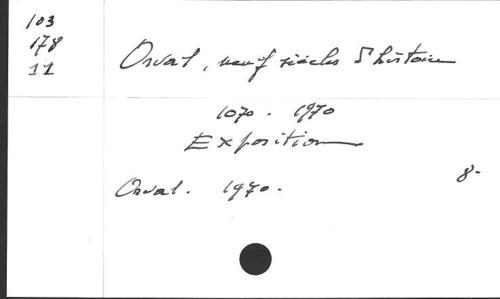 103
178
11
Orval, neuf siècles d'histoire
1070 - 1970
Exposition
Orval. 1970.
8-